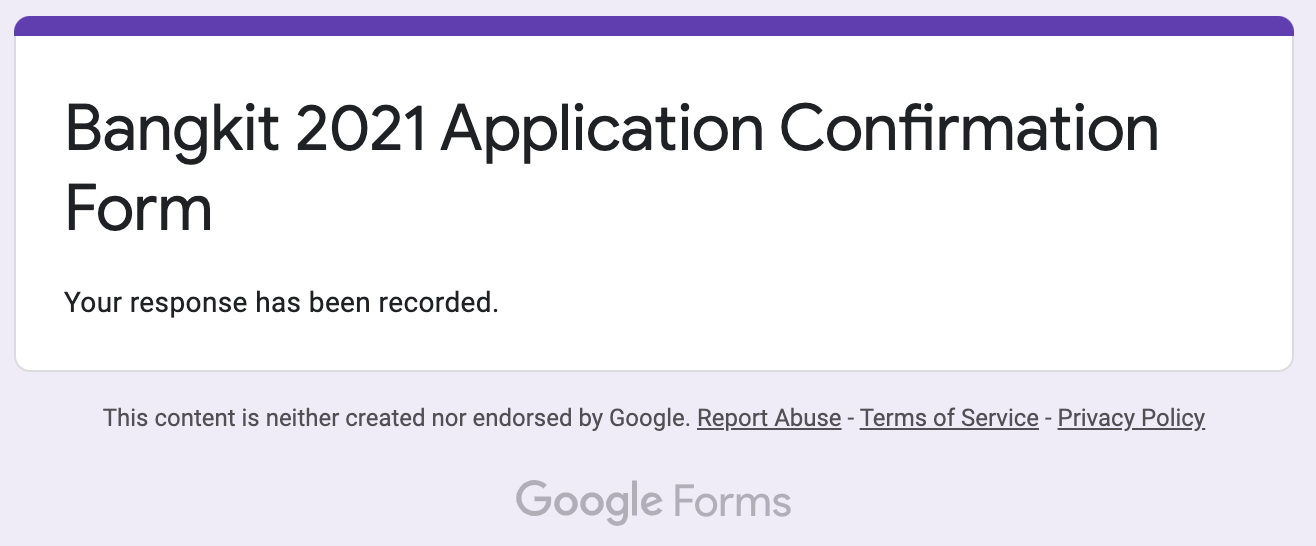 Bangkit 2021 Application Confirmation
Form
Your response has been recorded.
This content is neither created nor endorsed by Google. Report Abuse - Terms of Service - Privacy Policy
Google Forms